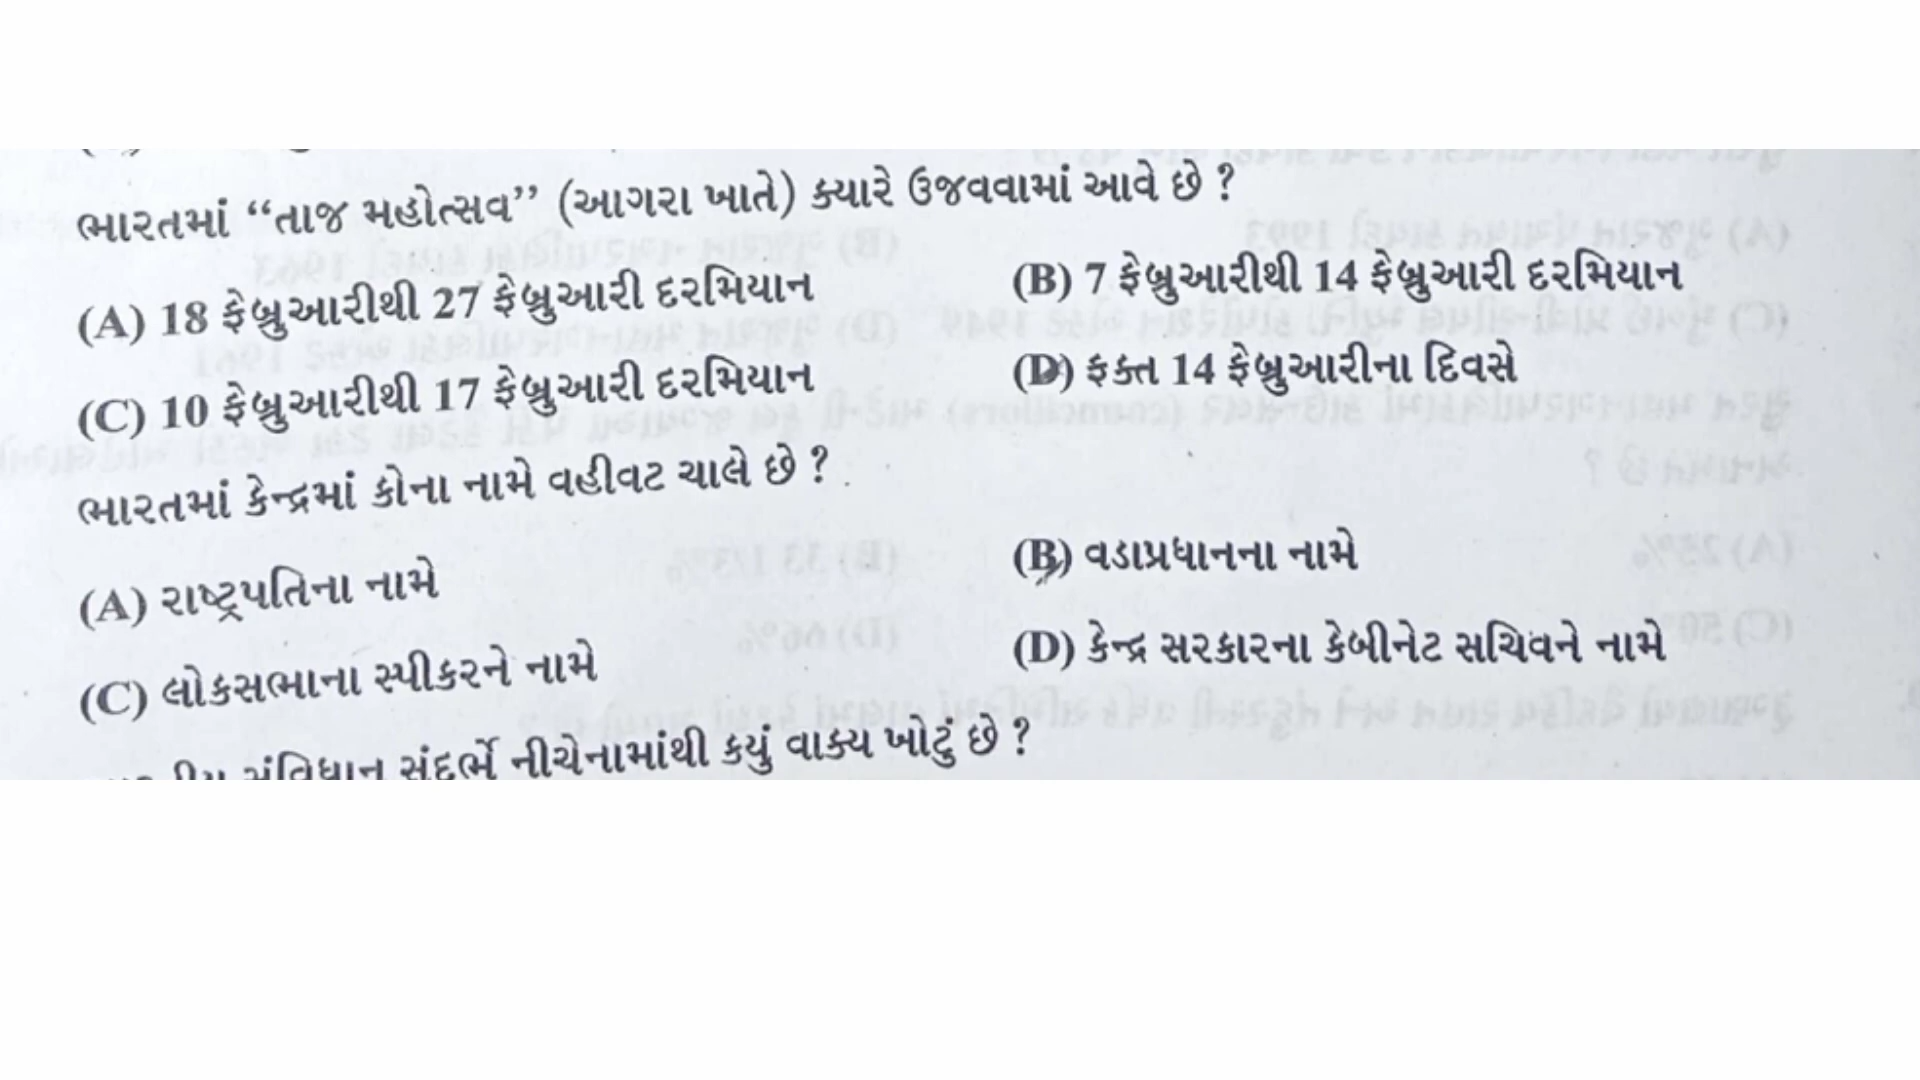 ભારતમાં “તાજ મહોત્સવ” (આગરા ખાતે) ક્યારે ઉજવવામાં આવે છે ?
(A) 18 ફેબ્રુઆરીથી 27 ફેબ્રુઆરી દરમિયાન (B) 7 ફેબ્રુઆરીથી 14 ફેબ્રુઆરી દરમિયાન
(C) 10 ફેબ્રુઆરીથી 17 ફેબ્રુઆરી દરમિયાન (D) ફક્ત 14 ફેબ્રુઆરીના દિવસે
ભારતમાં કેન્દ્રમાં કોના નામે વહીવટ ચાલે છે ?
(A) રાષ્ટ્રપતિના નામે (B) વડાપ્રધાનના નામે
(C) લોકસભાના સ્પીકરને નામે (D) કેન્દ્ર સરકારના કેબીનેટ સચિવને નામે
સંવિધાન સંદર્ભે નીચેનામાંથી કયું વાક્ય ખોટું છે ?